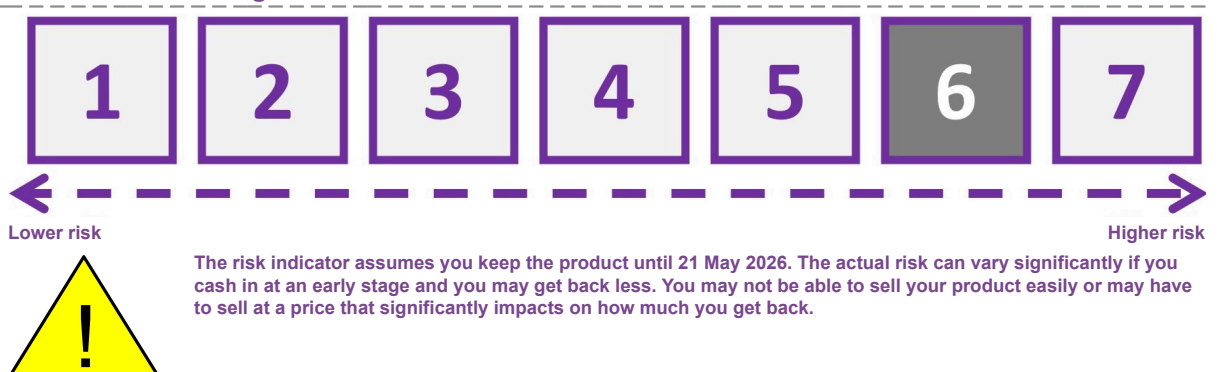 1 2 3 4 5 6 7
Lower risk Higher risk
The risk indicator assumes you keep the product until 21 May 2026. The actual risk can vary significantly if you
cash in at an early stage and you may get back less. You may not be able to sell your product easily or may have
to sell at a price that significantly impacts on how much you get back.
!